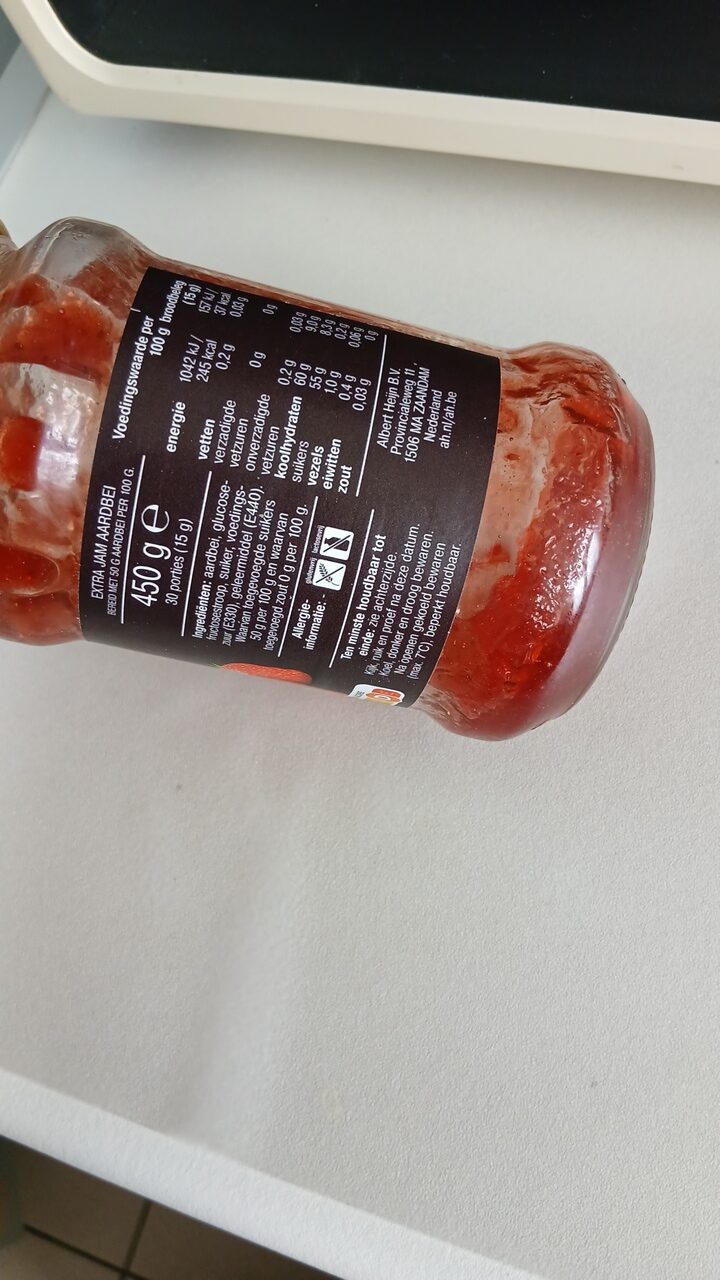 EXTRA JAM AARDBEI
BEREID MET 50 G AARDBEI PER 100 G.
450 g e
30 porties (15 g)
Ingrediënten: aardbei, glucose-
fructosestroop, suiker, voedings-
zuur (E330), geleermiddel (E440).
Waarvan toegevoegde suikers
50 g per 100 g en waarvan
toegevoegd zout 0 g per 100 g.
Allergie-
informatie:
glutenvrij lactosevrij
Ten minste houdbaar tot
einde: zie achterzijde.
Kijk, ruik en proef na deze datum.
Koel, donker en droog bewaren.
Na openen gekoeld bewaren
(max. 7°C), beperkt houdbaar.
Voedingswaarde per
100 g broodbeleg
(15 g)
energie 1042 kJ / 157 kJ /
245 kcal 37 kcal
vetten 0,2 g 0,03 g
verzadigde
vetzuren 0 g 0 g
onverzadigde
vetzuren 0,2 g 0,03 g
koolhydraten 60 g 9,0 g
suikers 55 g 8,3 g
vezels 1,0 g 0,2 g
eiwitten 0,4 g 0,06 g
zout 0,03 g 0 g
Albert Heijn B.V.
Provincialeweg 11,
1506 MA ZAANDAM
Nederland
ah.nl/ah.be